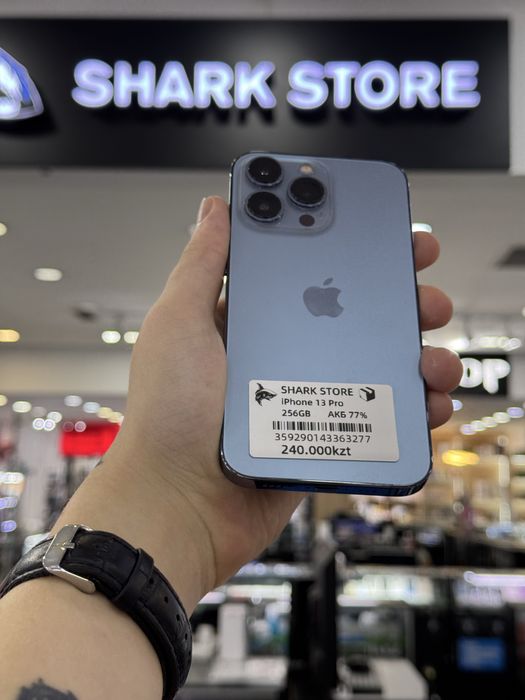 SHARK STORE
SHARK STORE
iPhone 13 Pro
256GB АКБ 77%
359290143363277
240.000kzt
OP